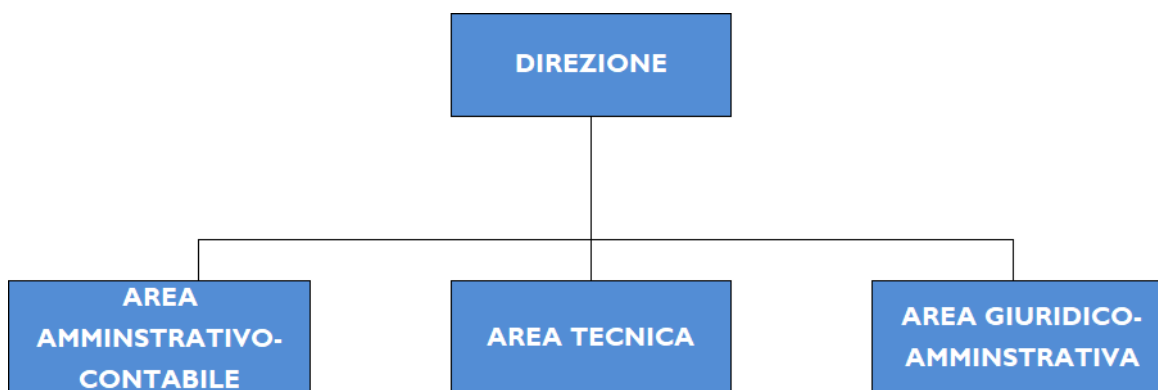 DIREZIONE
AREA
AMMINSTRATIVO-
CONTABILE
AREA TECNICA
AREA GIURIDICO-
AMMINSTRATIVA